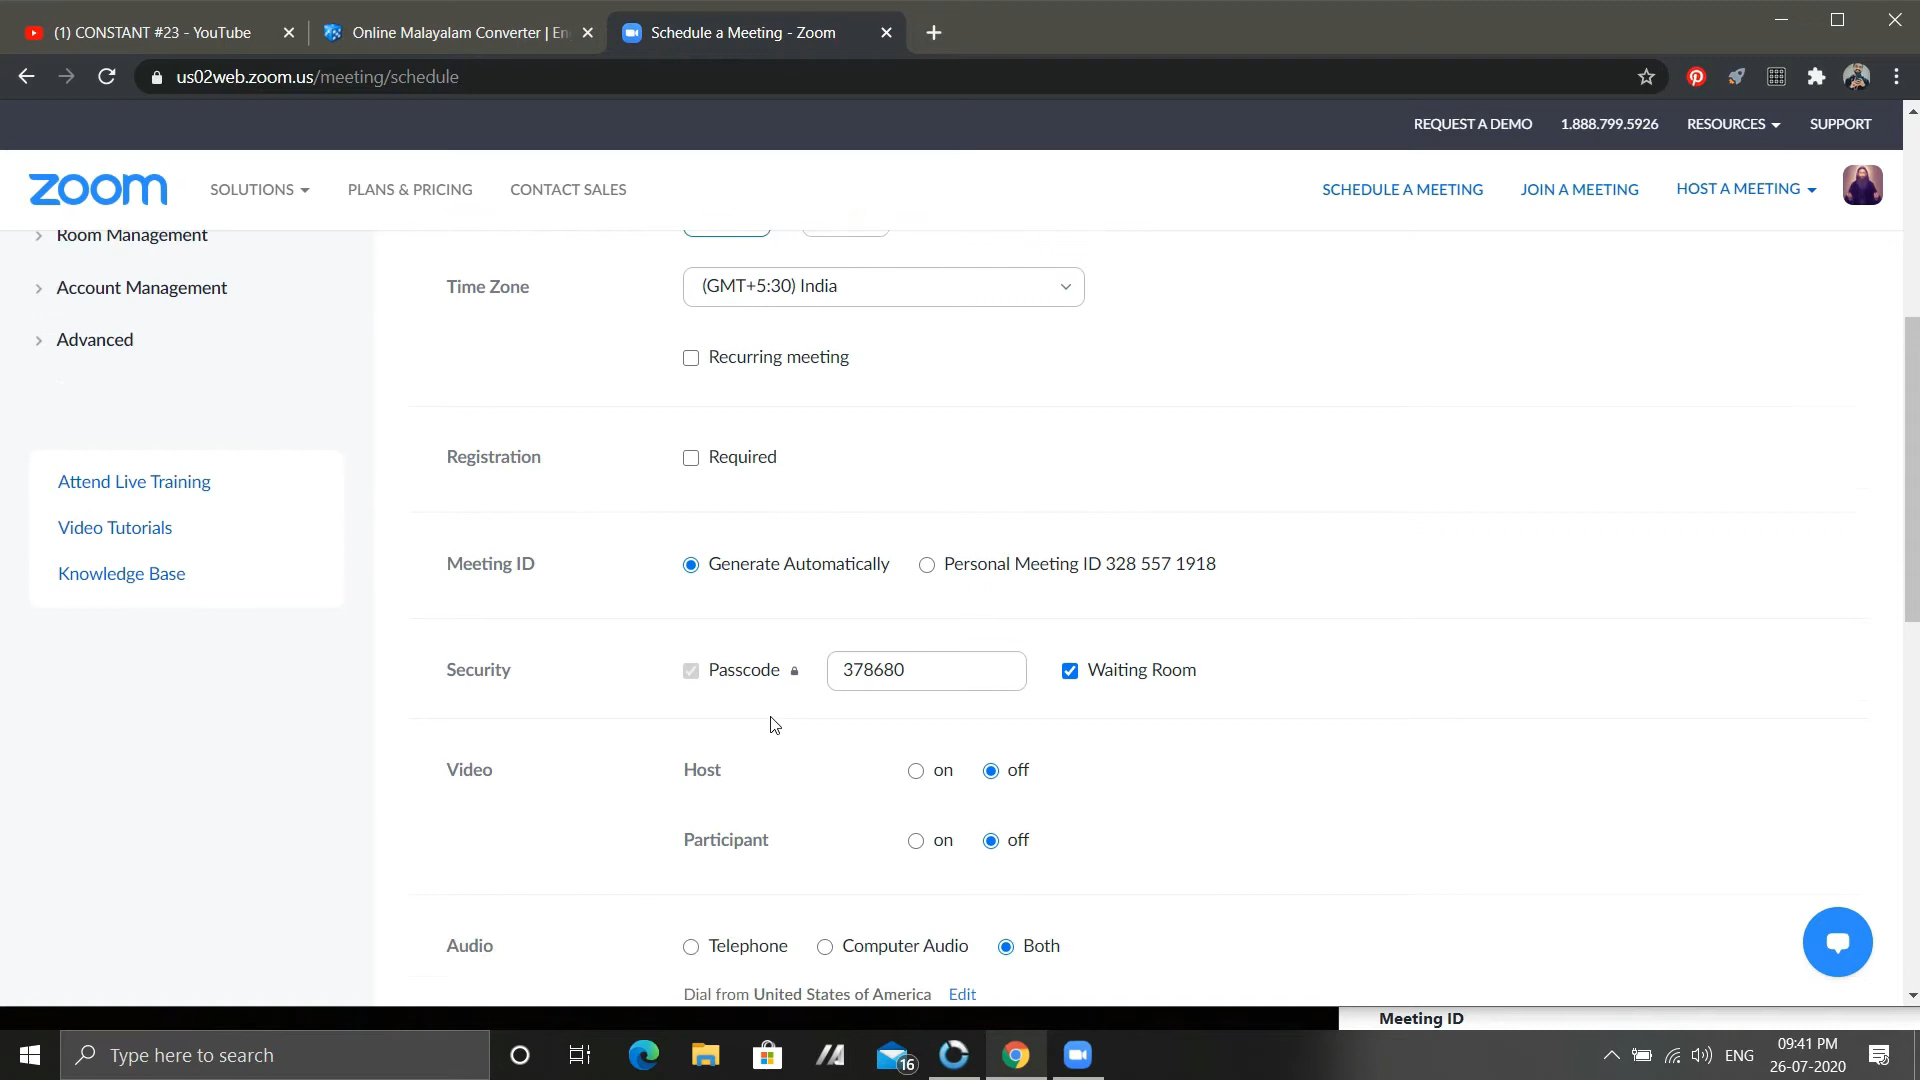 (1) CONSTANT #23 - YouTube
Online Malayalam Converter | En
Schedule a Meeting - Zoom
us02web.zoom.us/meeting/schedule
REQUEST A DEMO 1.888.799.5926 RESOURCES SUPPORT
zoom SOLUTIONS PLANS & PRICING CONTACT SALES SCHEDULE A MEETING JOIN A MEETING HOST A MEETING
Room Management
Account Management
Advanced
Attend Live Training
Video Tutorials
Knowledge Base
Time Zone (GMT+5:30) India
Recurring meeting
Registration Required
Meeting ID Generate Automatically Personal Meeting ID 328 557 1918
Security Passcode 378680 Waiting Room
Video Host on off
Participant on off
Audio Telephone Computer Audio Both
Dial from United States of America Edit
Meeting ID
Type here to search
16
ENG
09:41 PM
26-07-2020